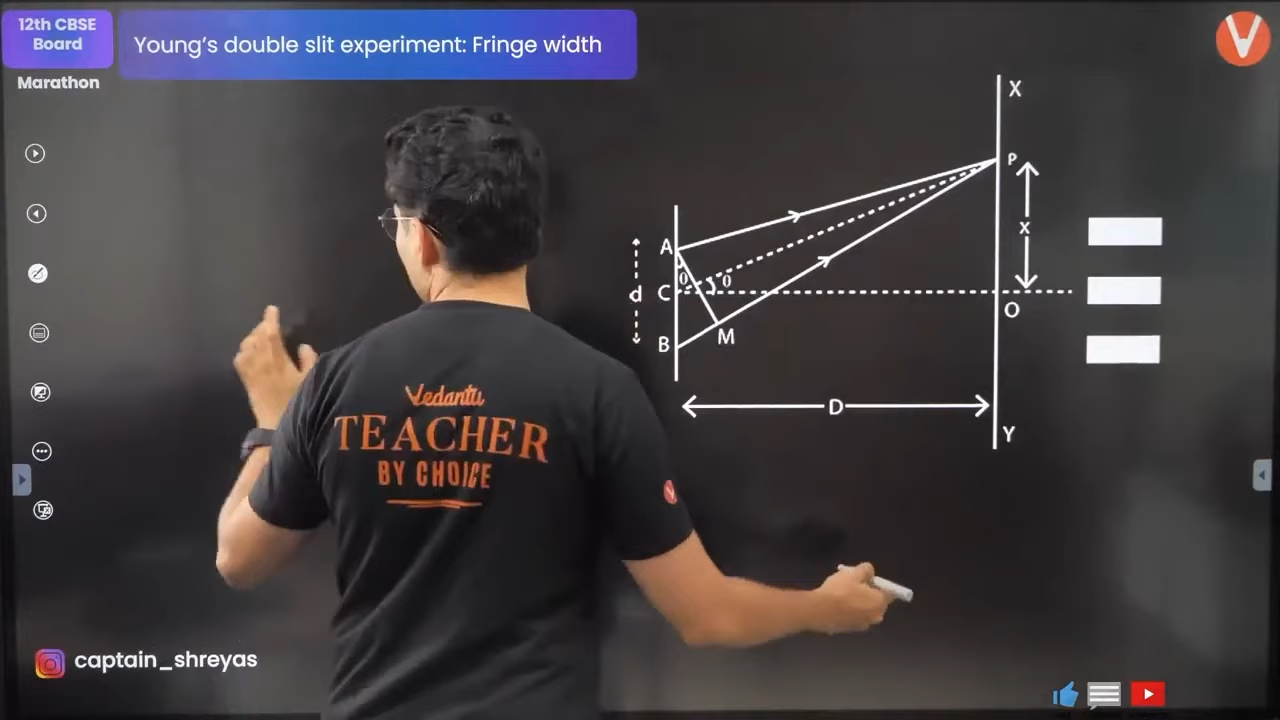 12th CBSE
Board
Marathon
Young's double slit experiment: Fringe width
X
P
x
A
θ
θ
d
C
O
B
M
D
Y
Vedantu
TEACHER
BY CHOICE
captain_shreyas